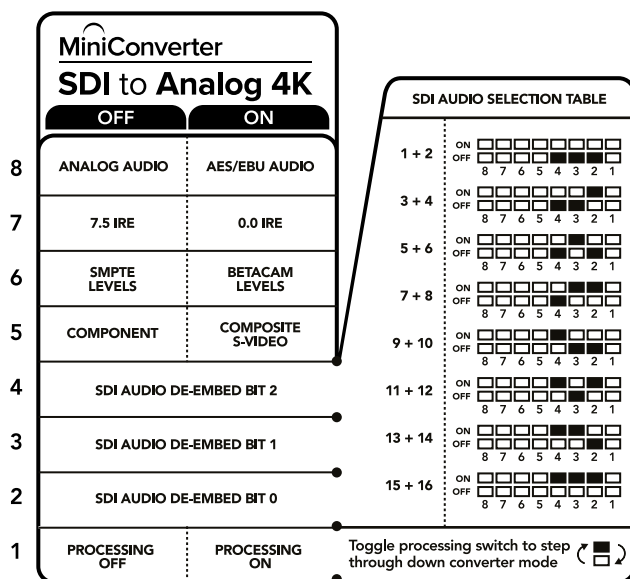 MiniConverter
SDI to Analog 4K
OFF ON
8 ANALOG AUDIO AES/EBU AUDIO
7 7.5 IRE 0.0 IRE
6 SMPTE LEVELS BETACAM LEVELS
5 COMPONENT COMPOSITE S-VIDEO
4 SDI AUDIO DE-EMBED BIT 2
3 SDI AUDIO DE-EMBED BIT 1
2 SDI AUDIO DE-EMBED BIT 0
1 PROCESSING OFF PROCESSING ON
SDI AUDIO SELECTION TABLE
1 + 2
ON
OFF
8 7 6 5 4 3 2 1
3 + 4
ON
OFF
8 7 6 5 4 3 2 1
5 + 6
ON
OFF
8 7 6 5 4 3 2 1
7 + 8
ON
OFF
8 7 6 5 4 3 2 1
9 + 10
ON
OFF
8 7 6 5 4 3 2 1
11 + 12
ON
OFF
8 7 6 5 4 3 2 1
13 + 14
ON
OFF
8 7 6 5 4 3 2 1
15 + 16
ON
OFF
8 7 6 5 4 3 2 1
Toggle processing switch to step
through down converter mode